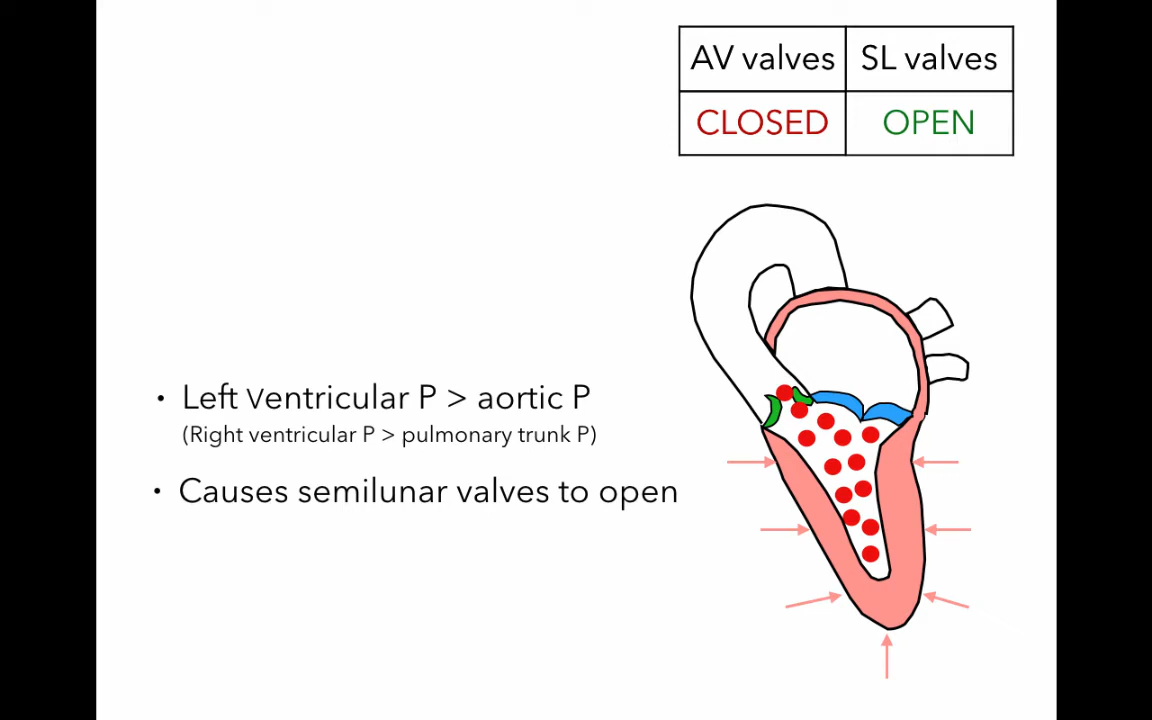 AV valves SL valves
CLOSED OPEN
• Left Ventricular P > aortic P
(Right ventricular P > pulmonary trunk P)
• Causes semilunar valves to open